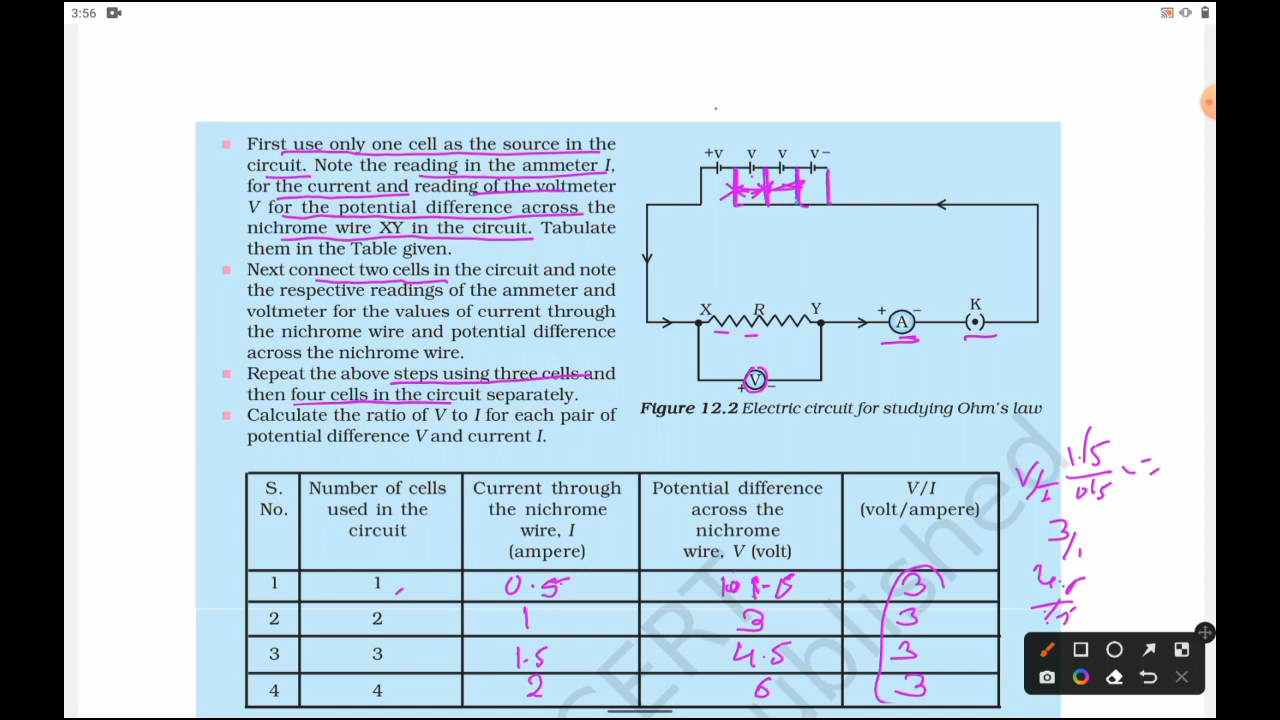 3:56
First use only one cell as the source in the
circuit. Note the reading in the ammeter I,
for the current and reading of the voltmeter
V for the potential difference across the
nichrome wire XY in the circuit. Tabulate
them in the Table given.
Next connect two cells in the circuit and note
the respective readings of the ammeter and
voltmeter for the values of current through
the nichrome wire and potential difference
across the nichrome wire.
Repeat the above steps using three cells and
then four cells in the circuit separately.
Calculate the ratio of V to I for each pair of
potential difference V and current I.
+v v v v−
X R Y + A − K
+ V −
Figure 12.2 Electric circuit for studying Ohm's law
S. No. Number of cells used in the circuit Current through the nichrome wire, I (ampere) Potential difference across the nichrome wire, V (volt) V/I (volt/ampere)
1 1 0.5 1.5 3
2 2 1 3 3
3 3 1.5 4.5 3
4 4 2 6 3
V/I 1.5/0.5 =
3/1
4.5